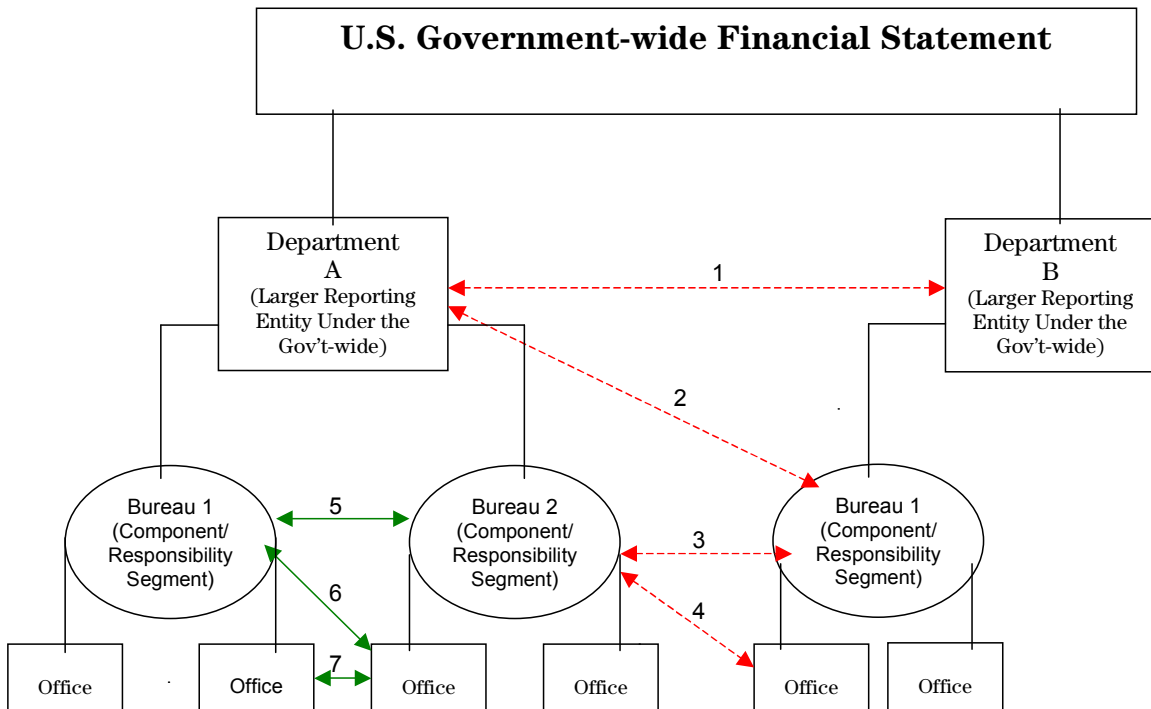 U.S. Government-wide Financial Statement
Department
A
(Larger Reporting
Entity Under the
Gov't-wide)
Department
B
(Larger Reporting
Entity Under the
Gov't-wide)
1
2
Bureau 1
(Component/
Responsibility
Segment)
5
Bureau 2
(Component/
Responsibility
Segment)
3
Bureau 1
(Component/
Responsibility
Segment)
6
4
7
Office
Office
Office
Office
Office
Office